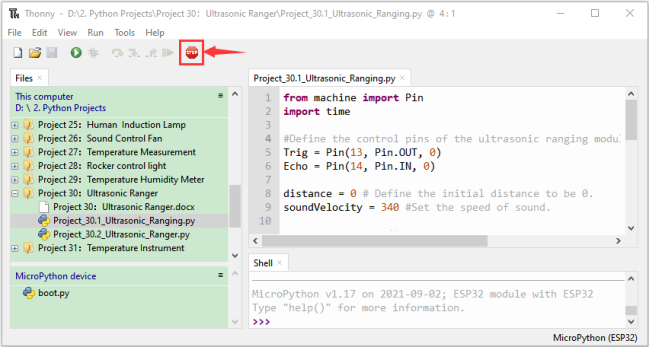 Thonny - D:\2. Python Projects\Project 30：Ultrasonic Ranger\Project_30.1_Ultrasonic_Ranging.py @ 4 : 1
File Edit View Run Tools Help
STOP
Files
This computer
D: \ 2. Python Projects
Project 25：Human Induction Lamp
Project 26：Sound Control Fan
Project 27：Temperature Measurement
Project 28：Rocker control light
Project 29：Temperature Humidity Meter
Project 30：Ultrasonic Ranger
Project 30：Ultrasonic Ranger.docx
Project_30.1_Ultrasonic_Ranging.py
Project_30.2_Ultrasonic_Ranger.py
Project 31：Temperature Instrument
MicroPython device
boot.py
Project_30.1_Ultrasonic_Ranging.py
1 from machine import Pin
2 import time
3
4 #Define the control pins of the ultrasonic ranging modul
5 Trig = Pin(13, Pin.OUT, 0)
6 Echo = Pin(14, Pin.IN, 0)
7
8 distance = 0 # Define the initial distance to be 0.
9 soundVelocity = 340 #Set the speed of sound.
10
Shell
MicroPython v1.17 on 2021-09-02; ESP32 module with ESP32
Type "help()" for more information.
>>>
MicroPython (ESP32)